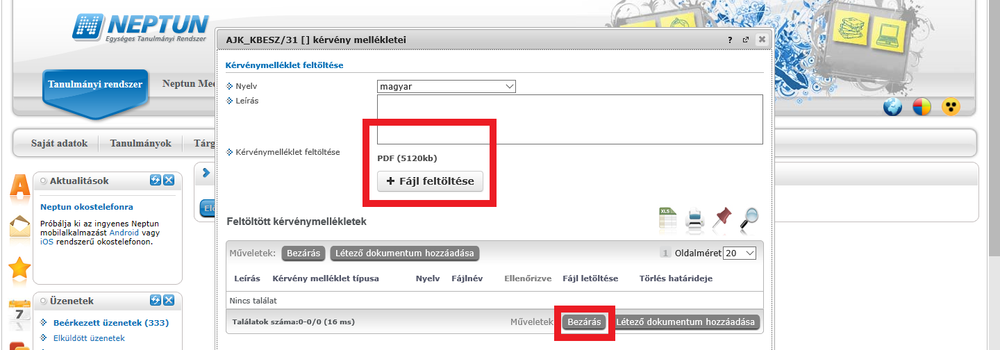 NEPTUN
Egységes Tanulmányi Rendszer
AJK_KBESZ/31 [] kérvény mellékletei
?
Kérvénymelléklet feltöltése
Tanulmányi rendszer
Neptun Mee
Nyelv
magyar
Leírás
Saját adatok
Tanulmányok
Tárg
Kérvénymelléklet feltöltése
PDF (5120kb)
+ Fájl feltöltése
Aktualitások
Neptun okostelefonra
Próbálja ki az ingyenes Neptun
mobilalkalmazást Android vagy
iOS rendszerű okostelefonon.
Feltöltött kérvénymellékletek
XLS
Műveletek: Bezárás Létező dokumentum hozzáadása
1 Oldalméret 20
Leírás Kérvény melléklet típusa Nyelv Fájlnév Ellenőrizve Fájl letöltése Törlés határideje
Nincs találat
Találatok száma:0-0/0 (16 ms)
Műveletek Bezárás Létező dokumentum hozzáadása
7
Üzenetek
Beérkezett üzenetek (333)
Elküldött üzenetek